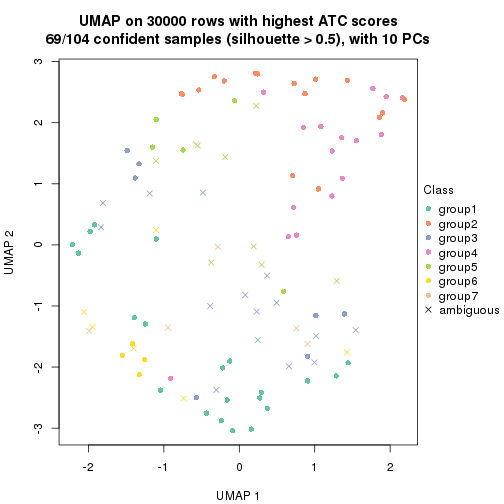 UMAP on 30000 rows with highest ATC scores
69/104 confident samples (silhouette > 0.5), with 10 PCs
3
2
1
0
-1
-2
-3
UMAP 2
-2
-1
0
1
2
UMAP 1
Class
group1
group2
group3
group4
group5
group6
group7
ambiguous